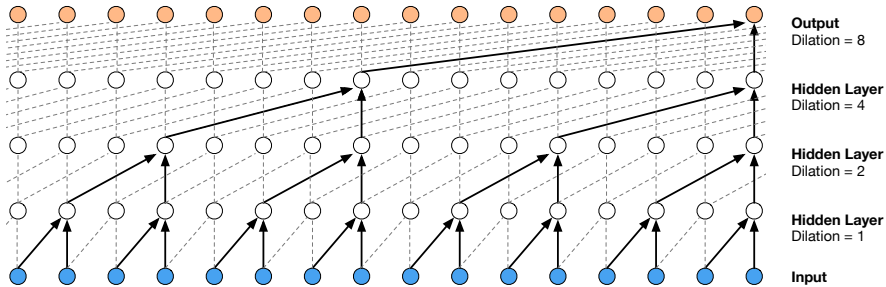 Output
Dilation = 8
Hidden Layer
Dilation = 4
Hidden Layer
Dilation = 2
Hidden Layer
Dilation = 1
Input